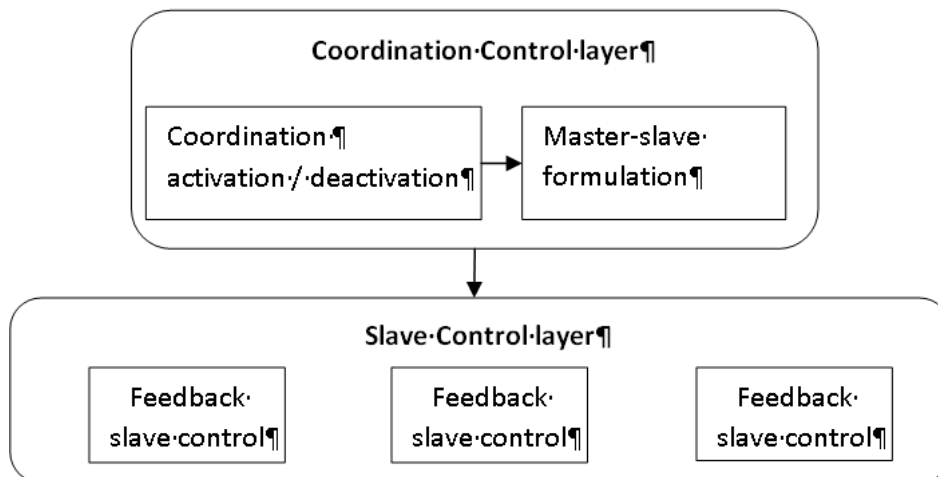 Coordination·Control·layer¶
Coordination·¶
activation·/·deactivation¶
Master-slave·
formulation¶
Slave·Control·layer¶
Feedback·
slave·control¶
Feedback·
slave·control¶
Feedback·
slave·control¶